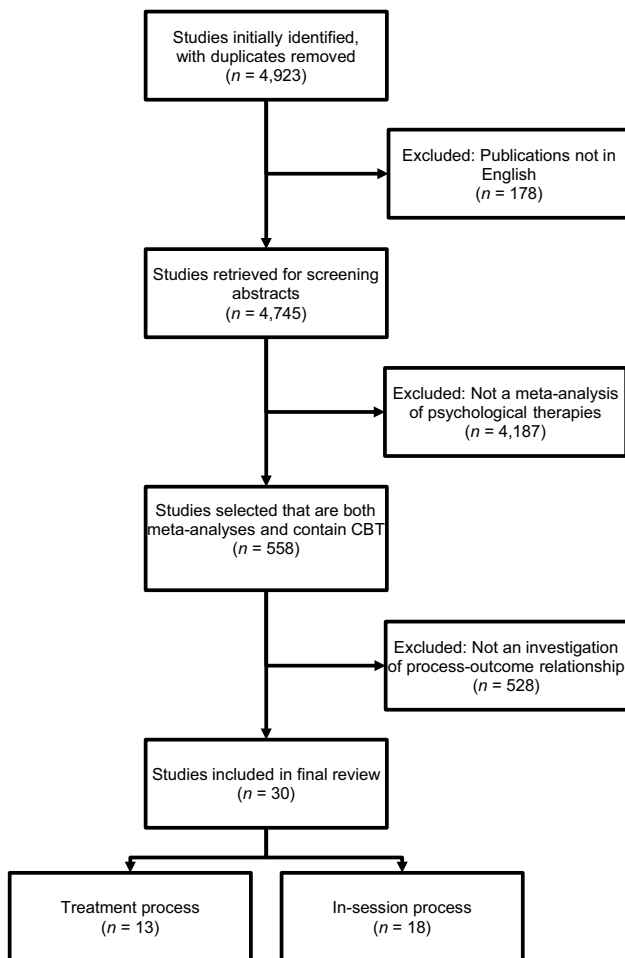 Studies initially identified,
with duplicates removed
(n = 4,923)
Excluded: Publications not in
English
(n = 178)
Studies retrieved for screening
abstracts
(n = 4,745)
Excluded: Not a meta-analysis
of psychological therapies
(n = 4,187)
Studies selected that are both
meta-analyses and contain CBT
(n = 558)
Excluded: Not an investigation
of process-outcome relationship
(n = 528)
Studies included in final review
(n = 30)
Treatment process
(n = 13)
In-session process
(n = 18)